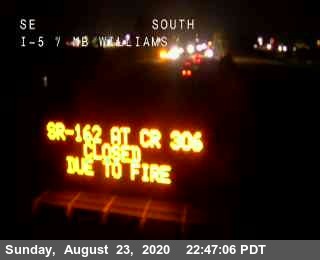 SE SOUTH
I-5 / WB WILLIAMS
SR-162 AT CR 306
CLOSED
DUE TO FIRE
Sunday, August 23, 2020 22:47:06 PDT